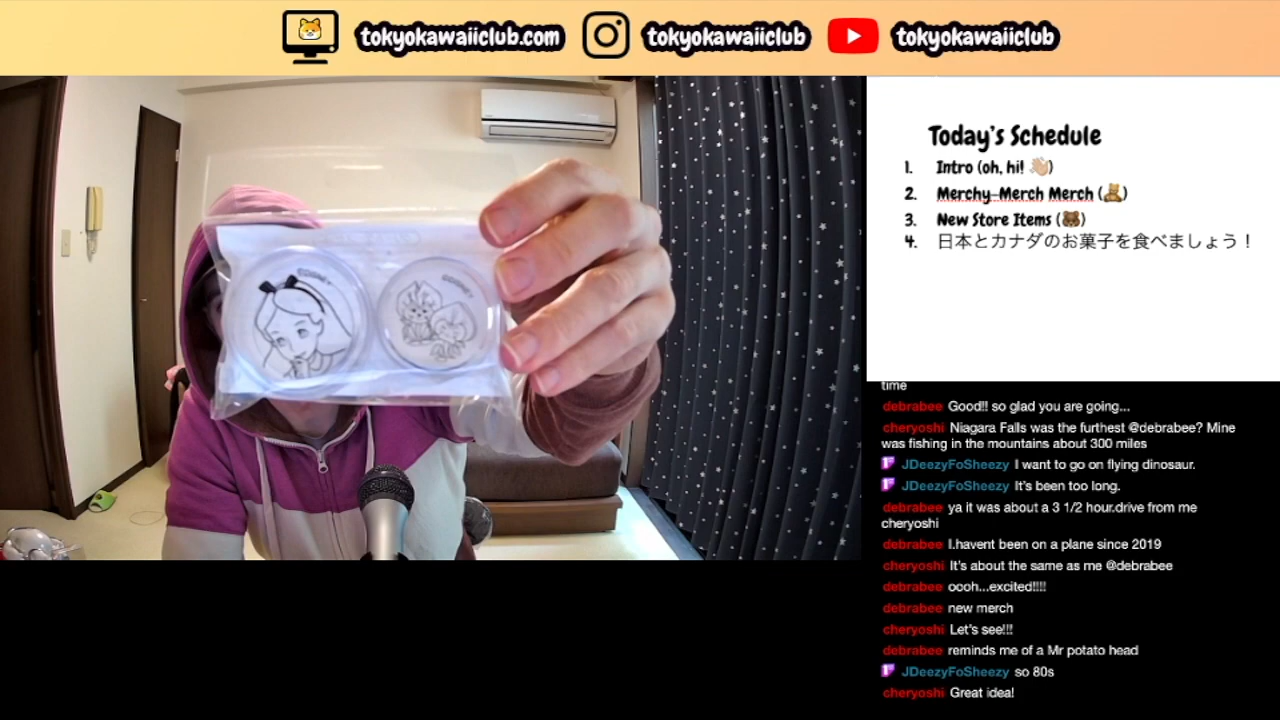 tokyokawaiiclub.com
tokyokawaiiclub
tokyokawaiiclub
Today's Schedule
1. Intro (oh, hi! 👋🏼)
2. Merchy-Merch Merch (🧸)
3. New Store Items (🐻)
4. 日本とカナダのお菓子を食べましょう！
©DISNEY
©DISNEY
time
debrabee Good!! so glad you are going...
cheryoshi Niagara Falls was the furthest @debrabee? Mine
was fishing in the mountains about 300 miles
JDeezyFoSheezy I want to go on flying dinosaur.
JDeezyFoSheezy It's been too long.
debrabee ya it was about a 3 1/2 hour.drive from me
cheryoshi
debrabee I.havent been on a plane since 2019
cheryoshi It's about the same as me @debrabee
debrabee oooh...excited!!!!
debrabee new merch
cheryoshi Let's see!!!
debrabee reminds me of a Mr potato head
JDeezyFoSheezy so 80s
cheryoshi Great idea!